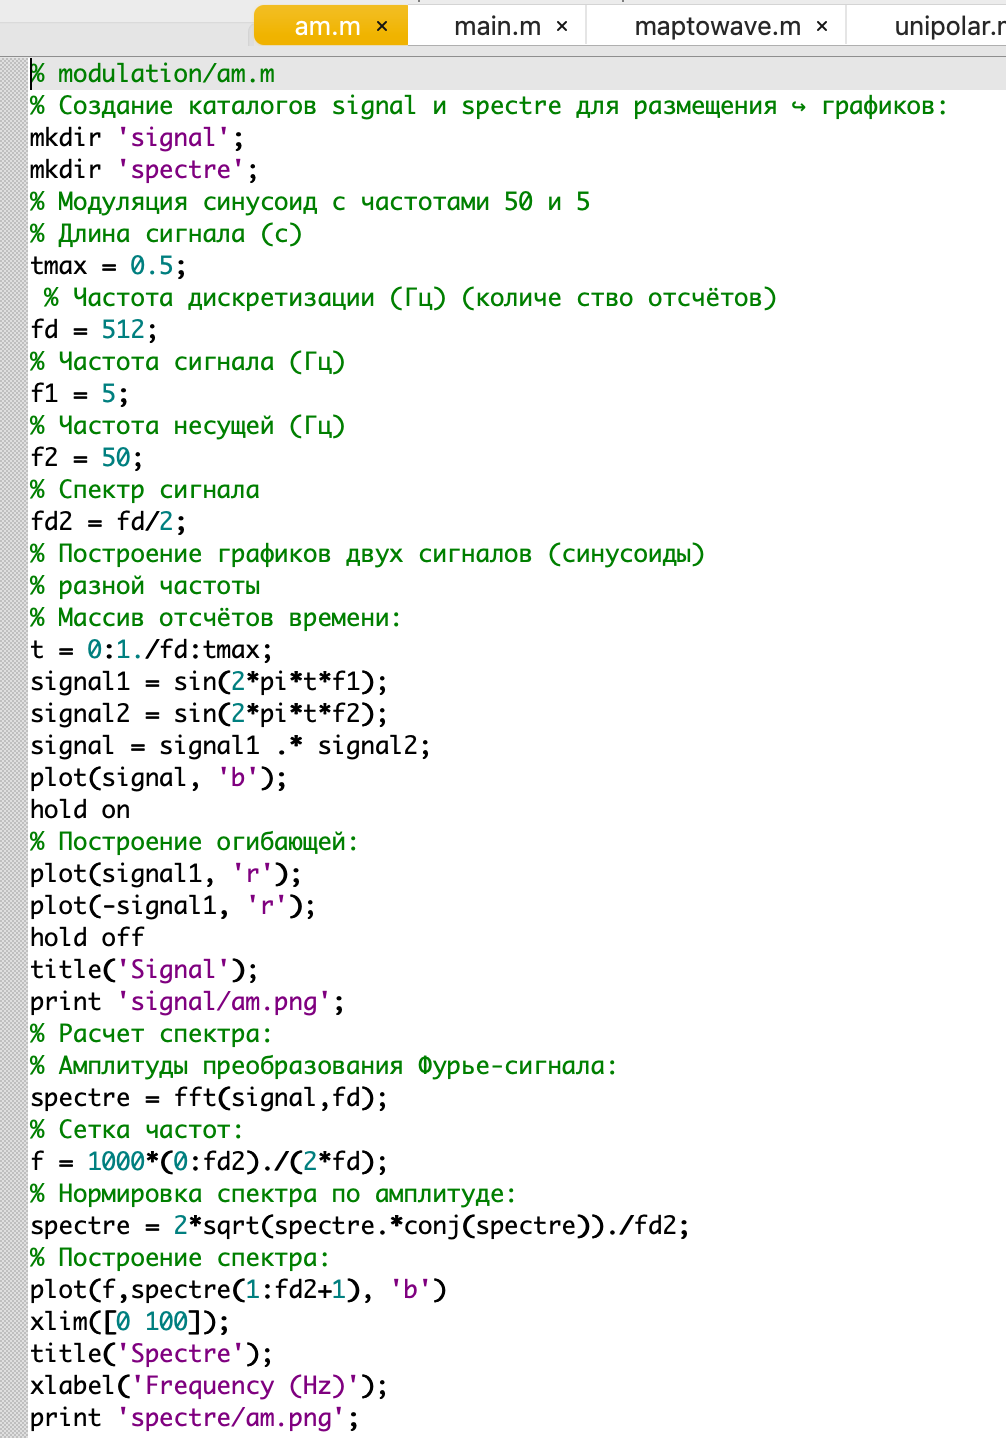 am.m × main.m × maptowave.m × unipolar.m
% modulation/am.m
% Создание каталогов signal и spectre для размещения ↪ графиков:
mkdir 'signal';
mkdir 'spectre';
% Модуляция синусоид с частотами 50 и 5
% Длина сигнала (с)
tmax = 0.5;
% Частота дискретизации (Гц) (количе ство отсчётов)
fd = 512;
% Частота сигнала (Гц)
f1 = 5;
% Частота несущей (Гц)
f2 = 50;
% Спектр сигнала
fd2 = fd/2;
% Построение графиков двух сигналов (синусоиды)
% разной частоты
% Массив отсчётов времени:
t = 0:1./fd:tmax;
signal1 = sin(2*pi*t*f1);
signal2 = sin(2*pi*t*f2);
signal = signal1 .* signal2;
plot(signal, 'b');
hold on
% Построение огибающей:
plot(signal1, 'r');
plot(-signal1, 'r');
hold off
title('Signal');
print 'signal/am.png';
% Расчет спектра:
% Амплитуды преобразования Фурье-сигнала:
spectre = fft(signal,fd);
% Сетка частот:
f = 1000*(0:fd2)./(2*fd);
% Нормировка спектра по амплитуде:
spectre = 2*sqrt(spectre.*conj(spectre))./fd2;
% Построение спектра:
plot(f,spectre(1:fd2+1), 'b')
xlim([0 100]);
title('Spectre');
xlabel('Frequency (Hz)');
print 'spectre/am.png';